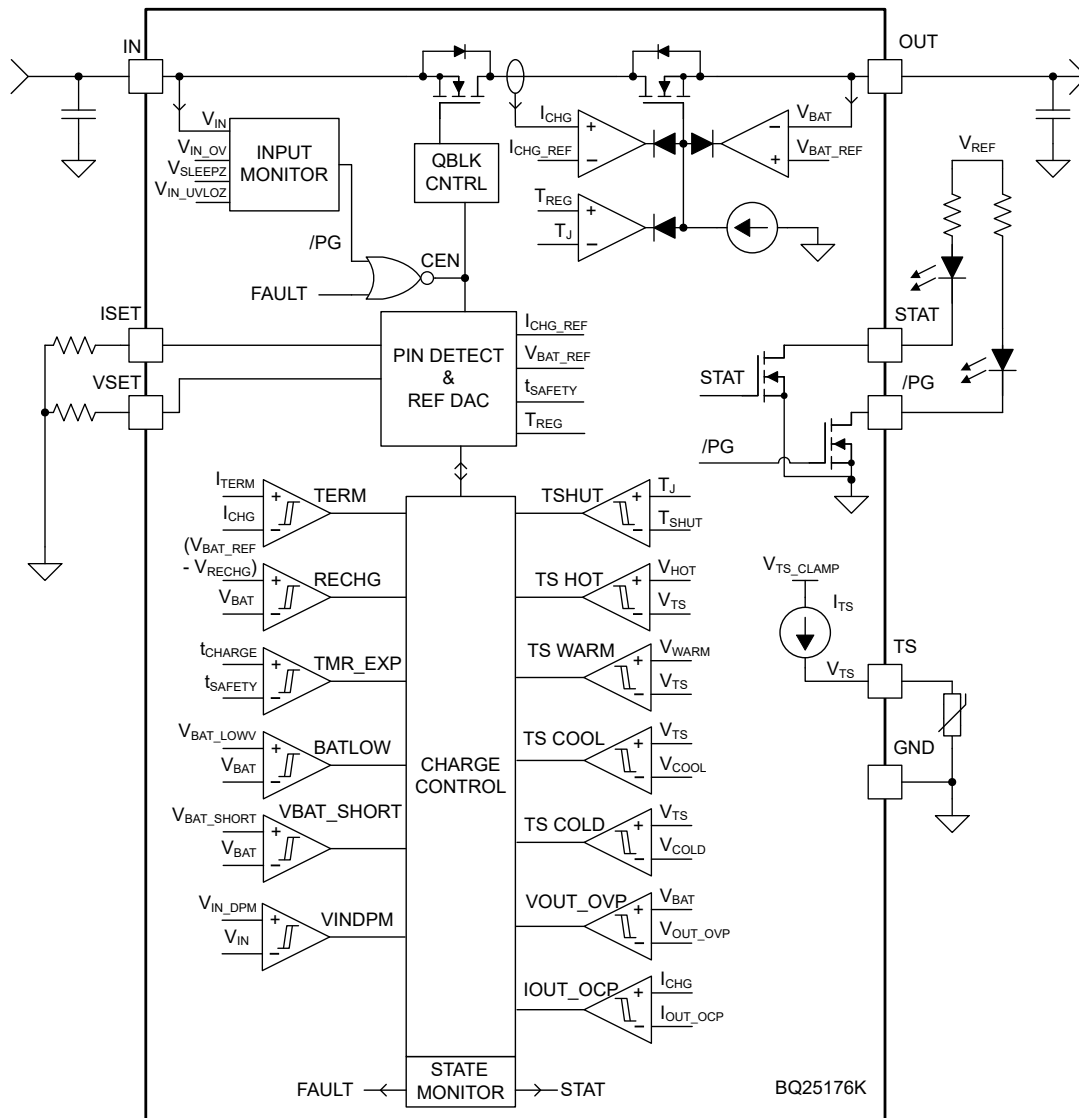 IN
OUT
V_IN
V_IN_OV
V_SLEEPZ
V_IN_UVLOZ
INPUT
MONITOR
QBLK
CNTRL
I_CHG
I_CHG_REF
+
−
V_BAT
V_BAT_REF
−
+
T_REG
T_J
+
−
V_REF
/PG
FAULT
CEN
ISET
VSET
PIN DETECT
&
REF DAC
I_CHG_REF
V_BAT_REF
t_SAFETY
T_REG
STAT
/PG
STAT
/PG
I_TERM
I_CHG
+
−
TERM
(V_BAT_REF
- V_RECHG)
V_BAT
+
−
RECHG
t_CHARGE
t_SAFETY
+
−
TMR_EXP
V_BAT_LOWV
V_BAT
+
−
BATLOW
V_BAT_SHORT
V_BAT
+
−
VBAT_SHORT
V_IN_DPM
V_IN
+
−
VINDPM
CHARGE
CONTROL
TSHUT
+
−
T_J
T_SHUT
TS HOT
+
−
V_HOT
V_TS
TS WARM
+
−
V_WARM
V_TS
TS COOL
+
−
V_TS
V_COOL
TS COLD
+
−
V_TS
V_COLD
VOUT_OVP
+
−
V_BAT
V_OUT_OVP
IOUT_OCP
+
−
I_CHG
I_OUT_OCP
V_TS_CLAMP
I_TS
V_TS
TS
GND
STATE
MONITOR
FAULT
STAT
BQ25176K